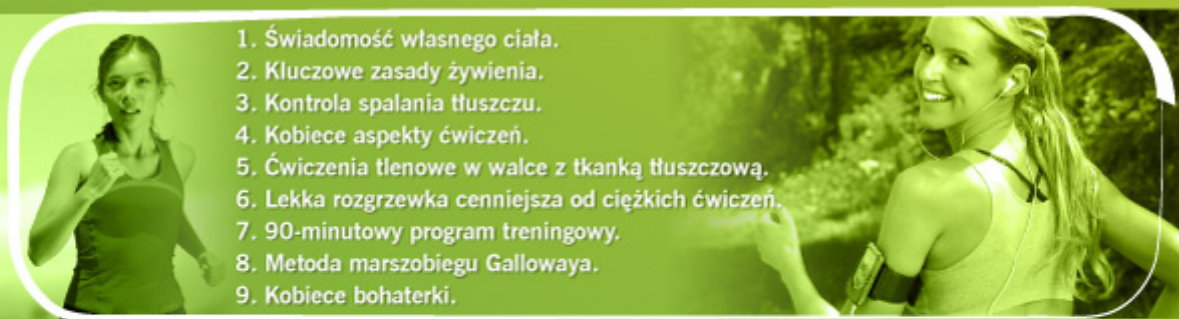 1. Świadomość własnego ciała.
2. Kluczowe zasady żywienia.
3. Kontrola spalania tłuszczu.
4. Kobiece aspekty ćwiczeń.
5. Ćwiczenia tlenowe w walce z tkanką tłuszczową.
6. Lekka rozgrzewka cenniejsza od ciężkich ćwiczeń.
7. 90-minutowy program treningowy.
8. Metoda marszobiegu Gallowaya.
9. Kobiece bohaterki.